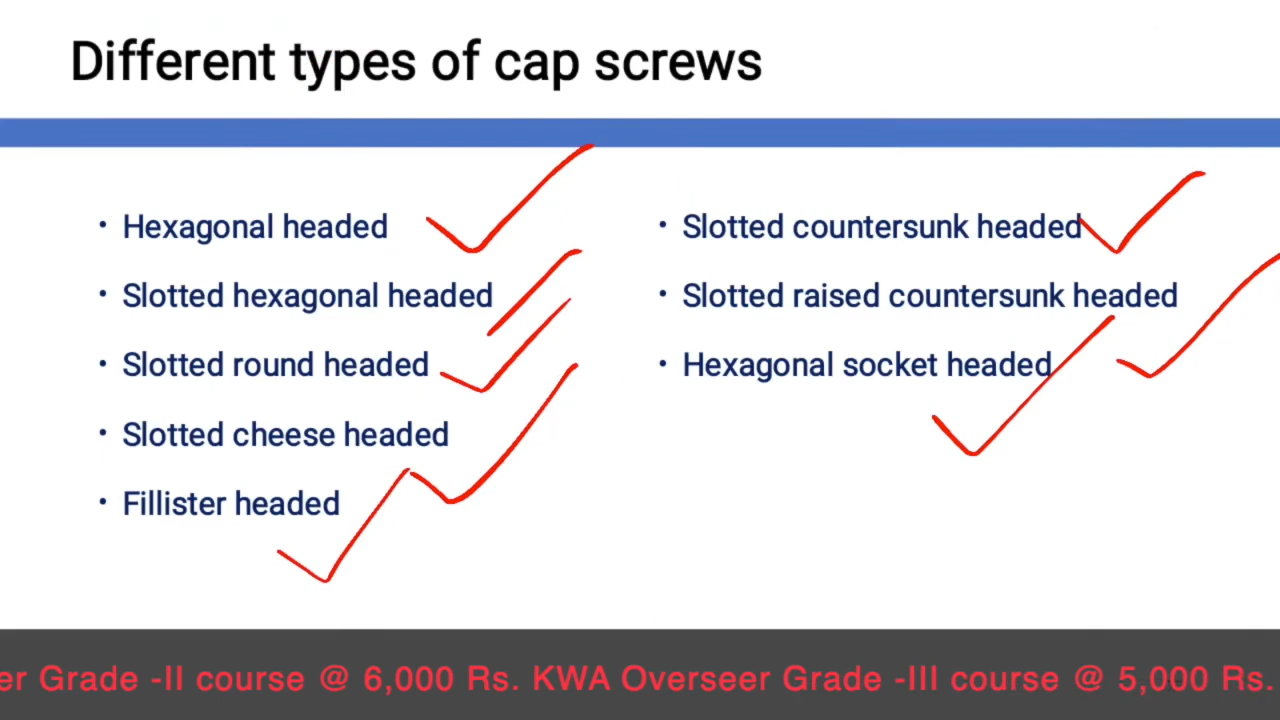 Different types of cap screws
• Hexagonal headed
• Slotted hexagonal headed
• Slotted round headed
• Slotted cheese headed
• Fillister headed
• Slotted countersunk headed
• Slotted raised countersunk headed
• Hexagonal socket headed
er Grade -II course @ 6,000 Rs. KWA Overseer Grade -III course @ 5,000 Rs.